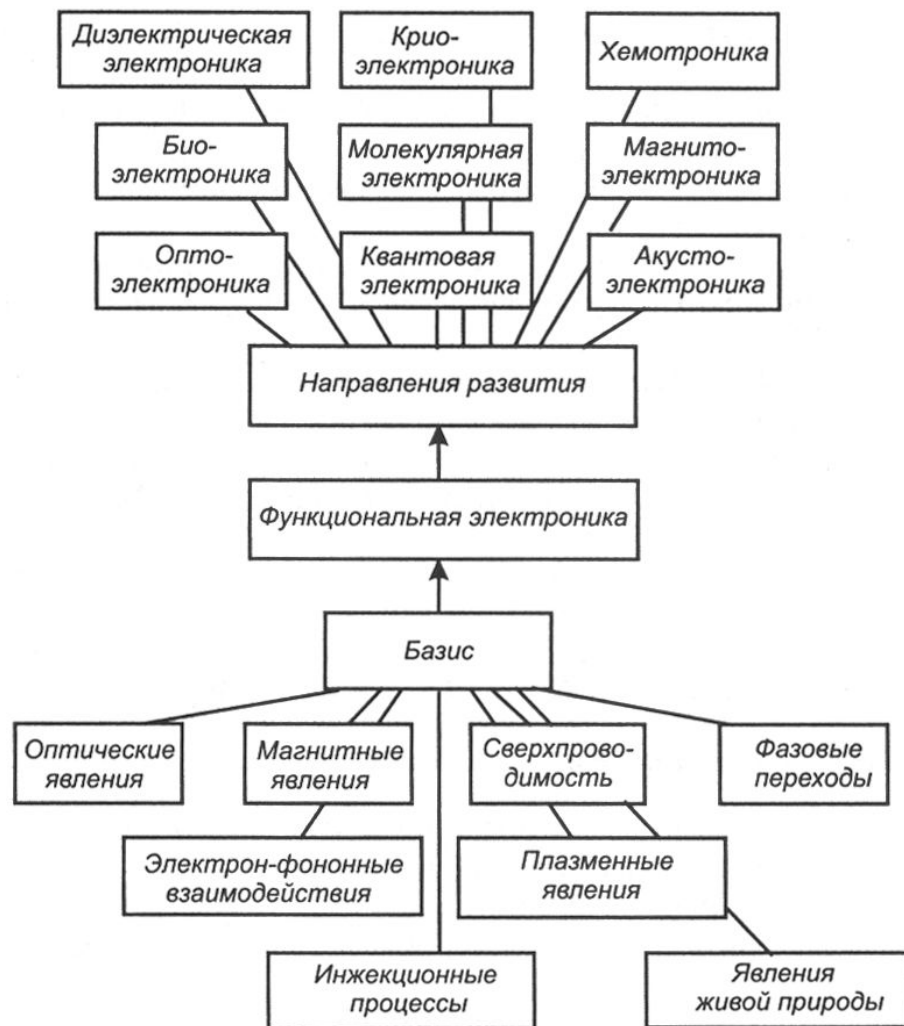 Диэлектрическая
электроника
Крио-
электроника
Хемотроника
Био-
электроника
Молекулярная
электроника
Магнито-
электроника
Опто-
электроника
Квантовая
электроника
Акусто-
электроника
Направления развития
Функциональная электроника
Базис
Оптические
явления
Магнитные
явления
Сверхпрово-
димость
Фазовые
переходы
Электрон-фононные
взаимодействия
Плазменные
явления
Инжекционные
процессы
Явления
живой природы